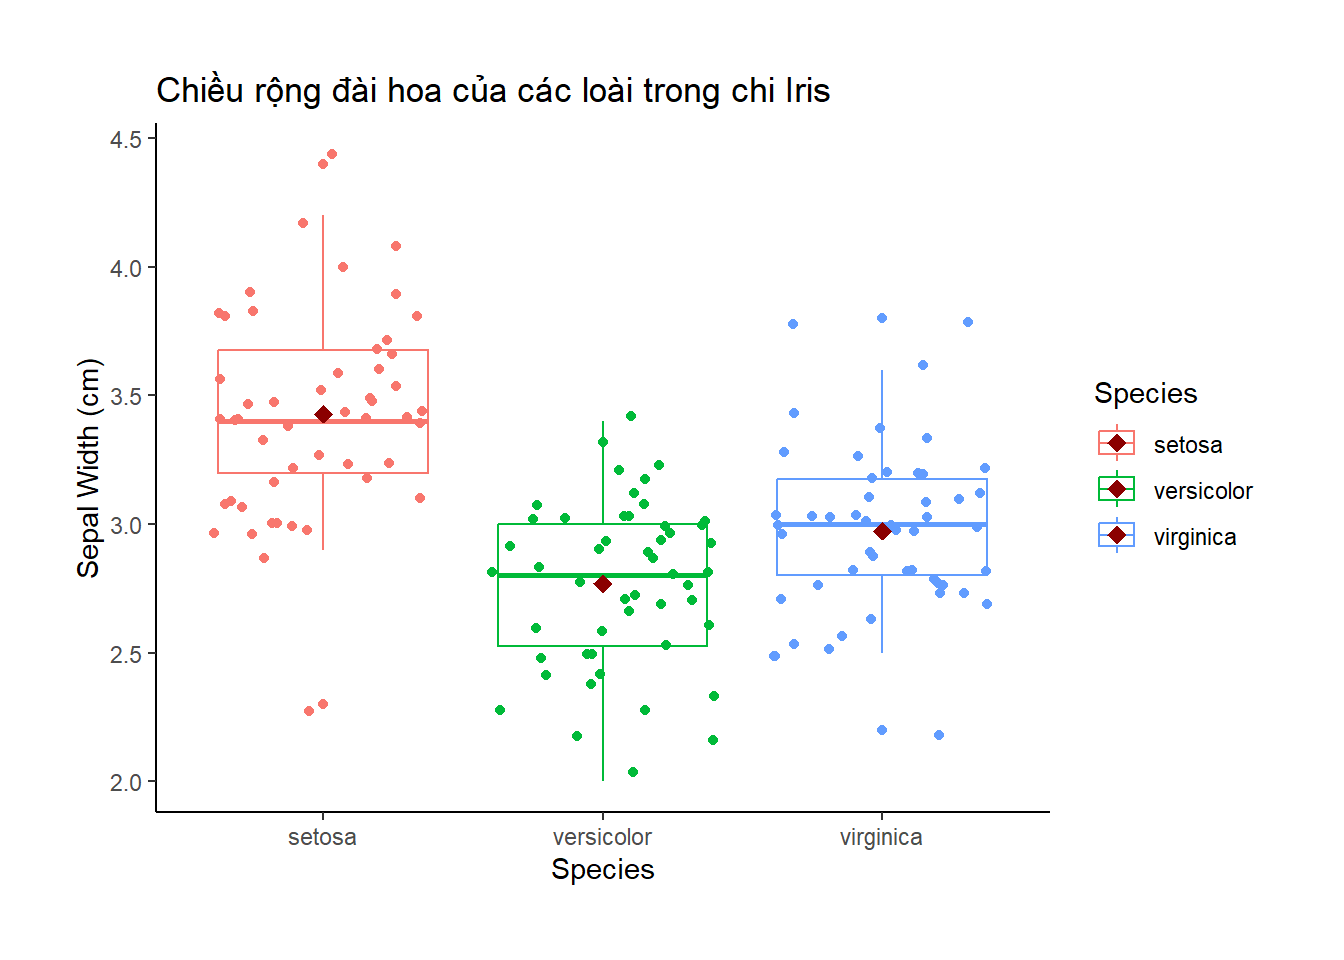 Chiều rộng đài hoa của các loài trong chi Iris
4.5
4.0
3.5
3.0
2.5
2.0
Sepal Width (cm)
setosa versicolor virginica
Species
Species
setosa
versicolor
virginica